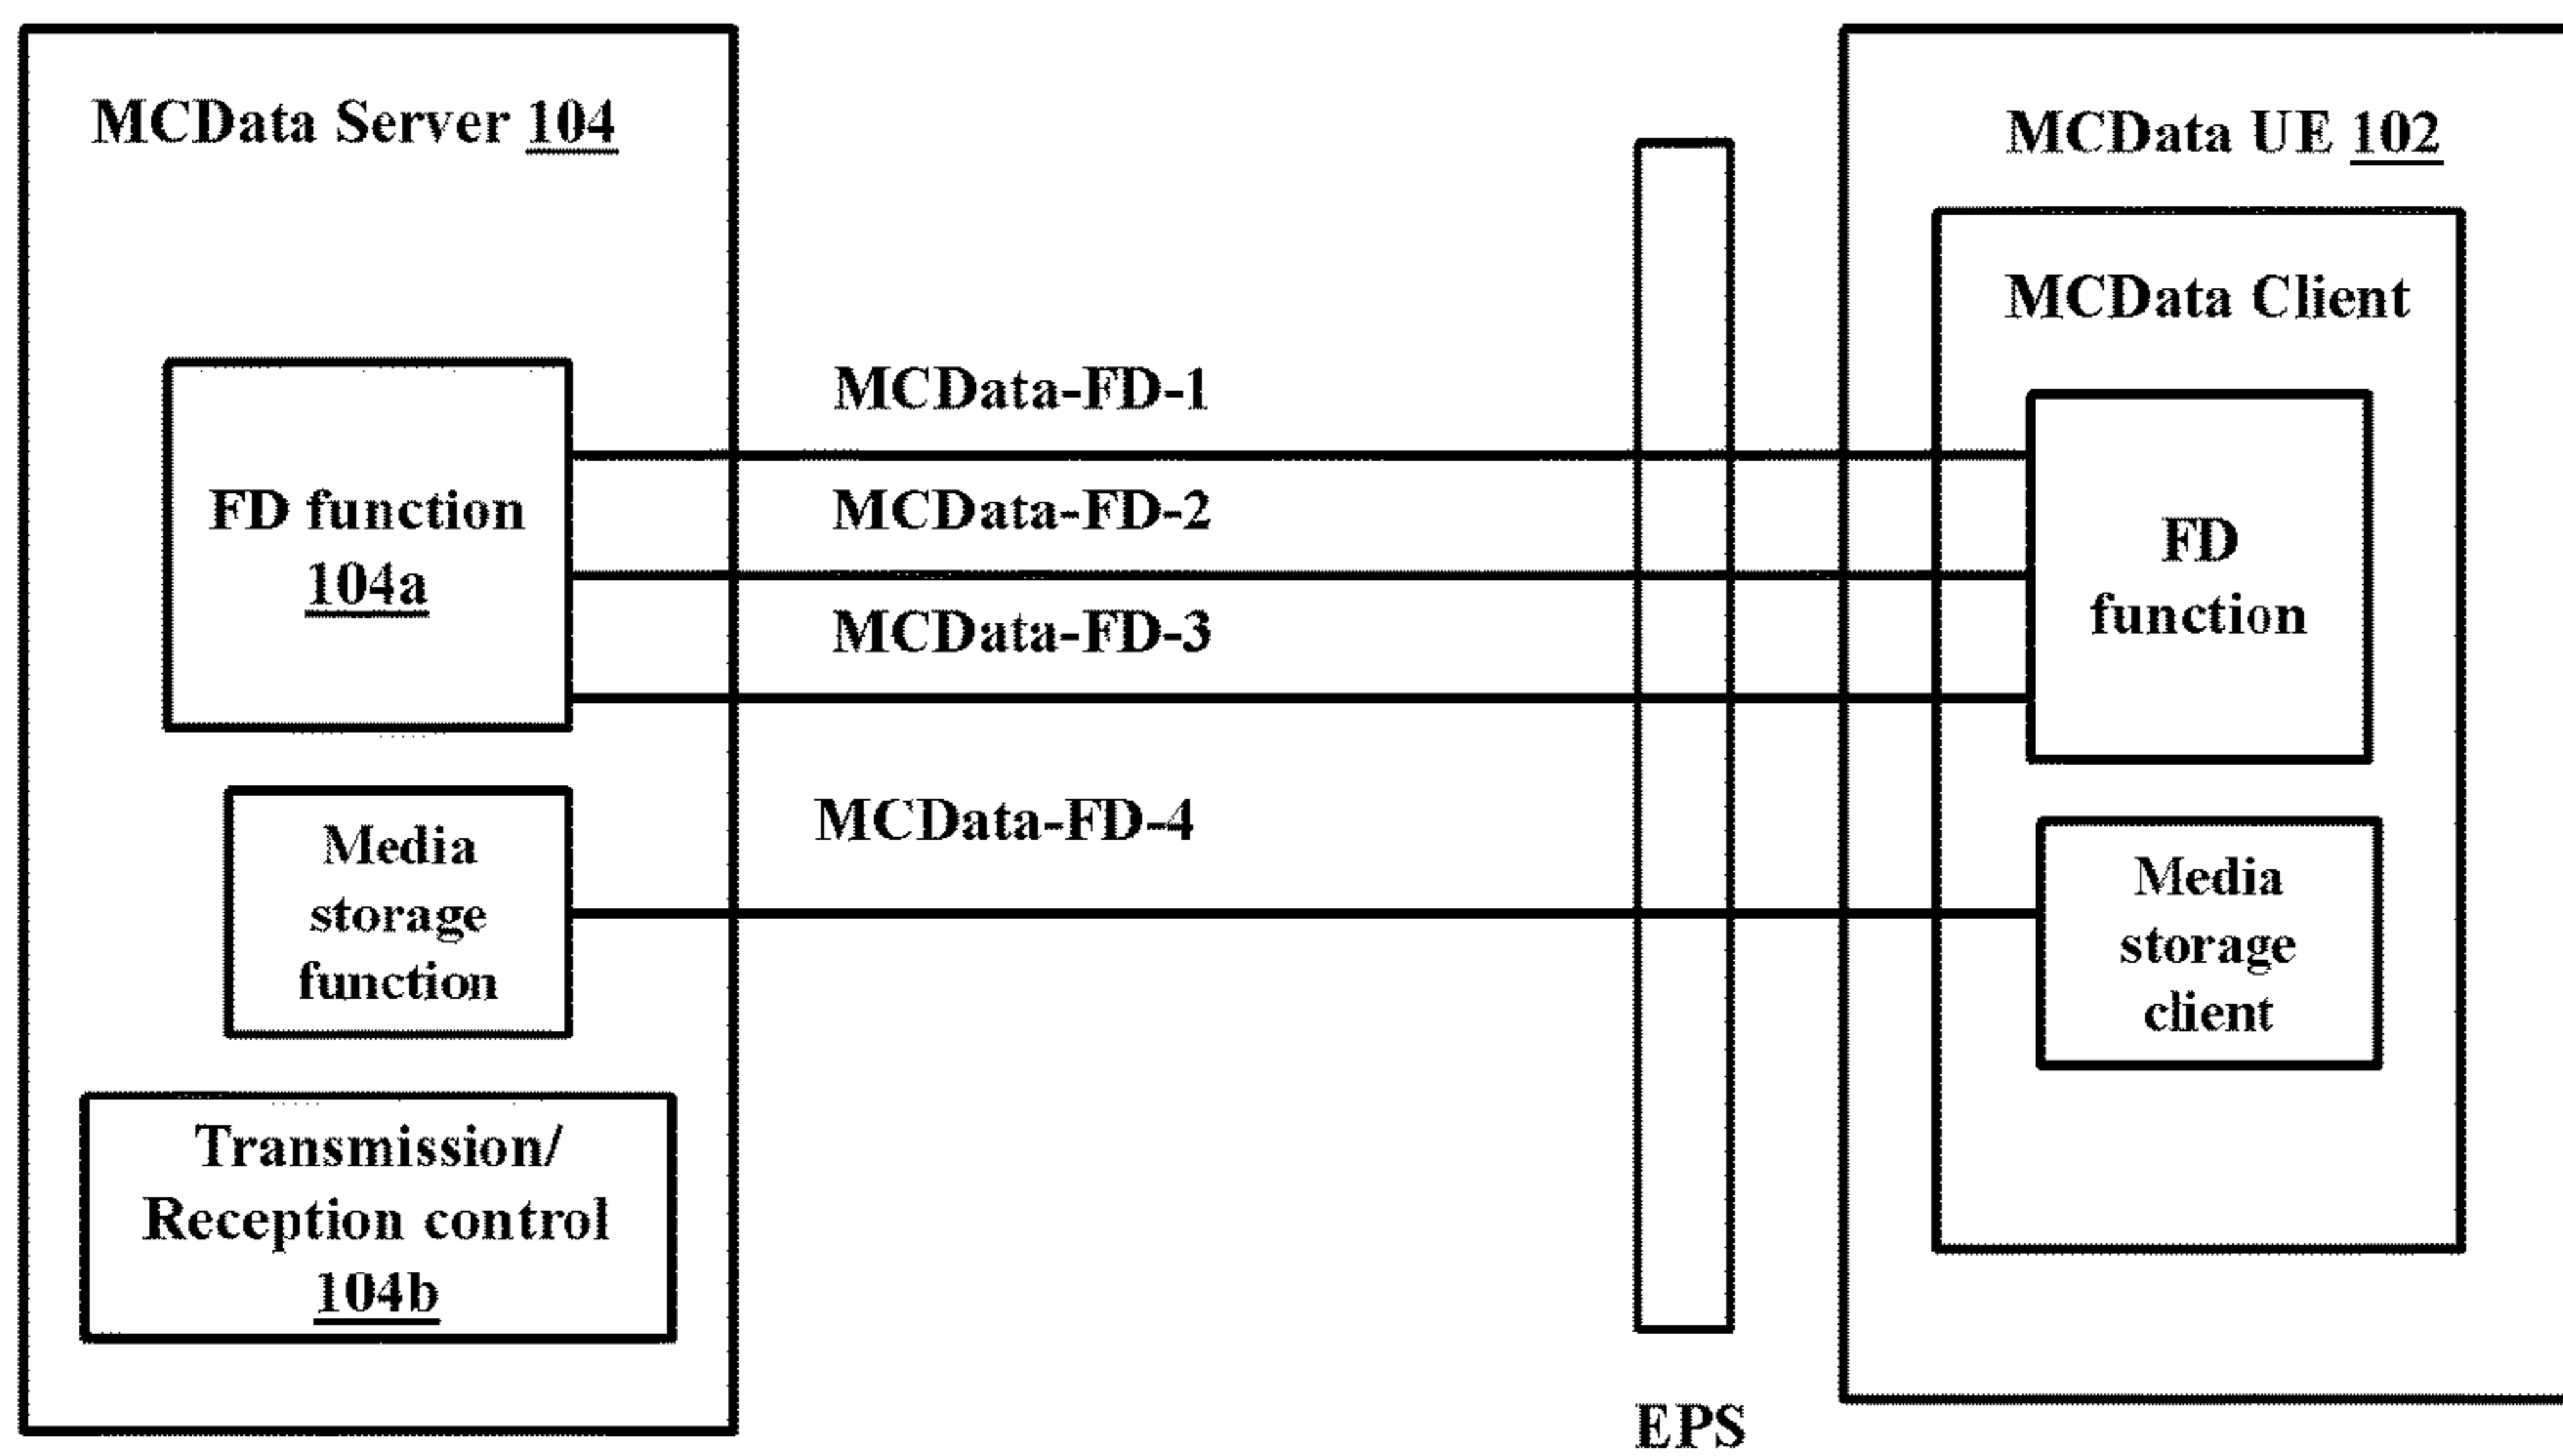 MCData Server 104
FD function
104a
Media
storage
function
Transmission/
Reception control
104b
MCData-FD-1
MCData-FD-2
MCData-FD-3
MCData-FD-4
EPS
MCData UE 102
MCData Client
FD
function
Media
storage
client